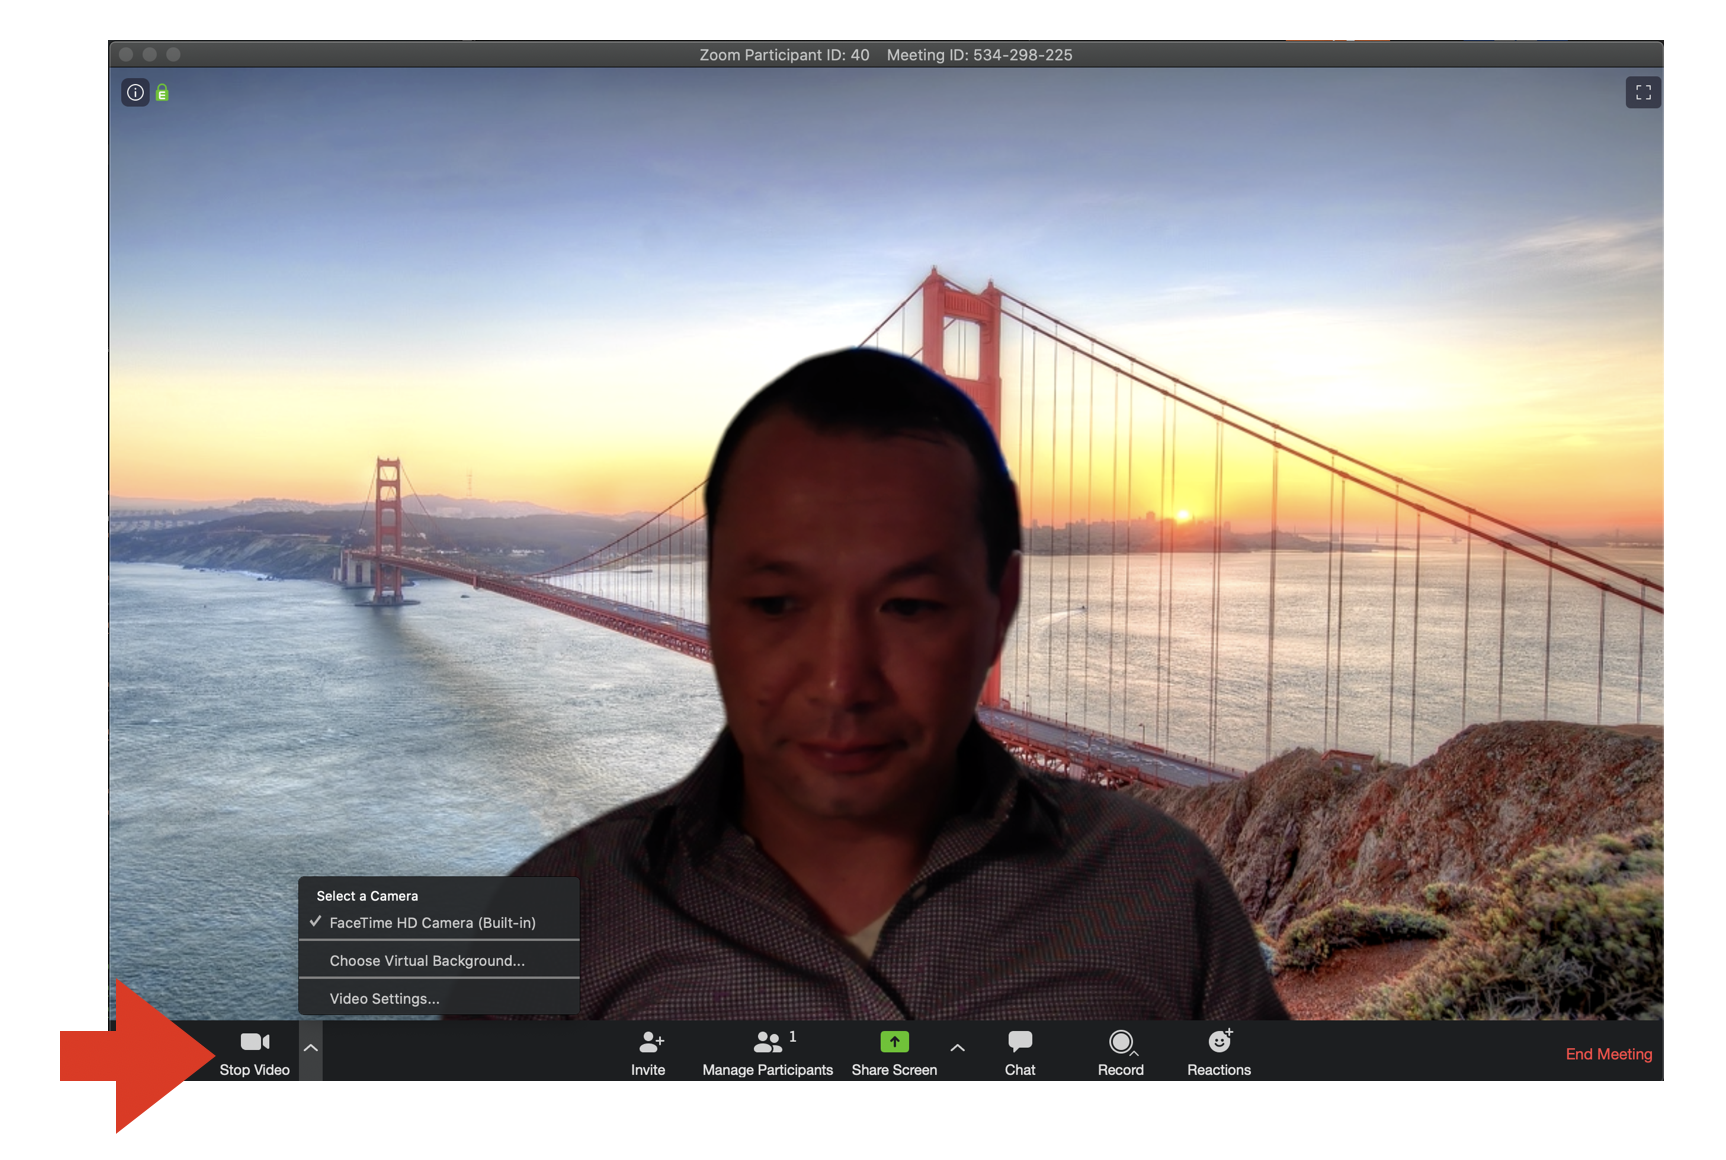 Zoom Participant ID: 40 Meeting ID: 534-298-225
E
Select a Camera
FaceTime HD Camera (Built-in)
Choose Virtual Background...
Video Settings...
1
Stop Video
Invite
Manage Participants
Share Screen
Chat
Record
Reactions
End Meeting